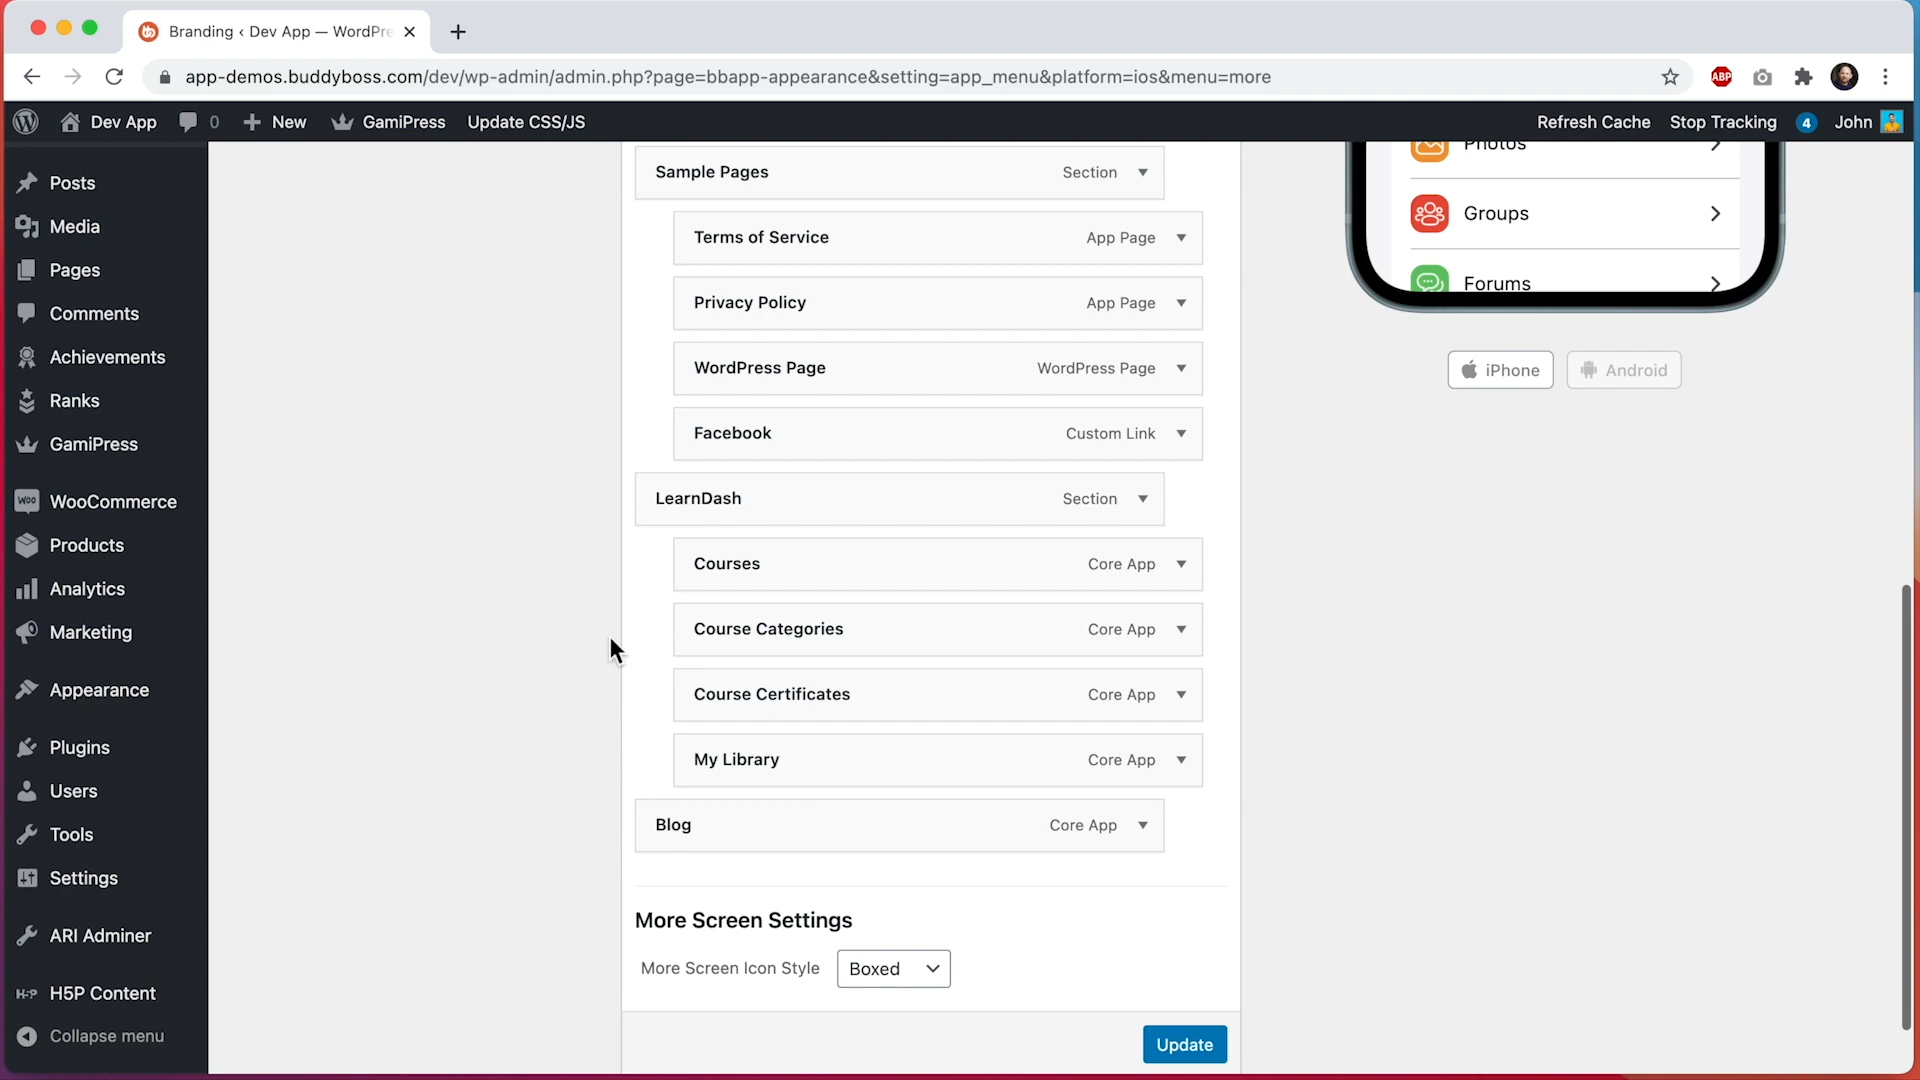 Branding ‹ Dev App — WordPre
app-demos.buddyboss.com/dev/wp-admin/admin.php?page=bbapp-appearance&setting=app_menu&platform=ios&menu=more
ABP
Dev App
0
New
GamiPress
Update CSS/JS
Refresh Cache
Stop Tracking
4
John
Posts
Media
Pages
Comments
Achievements
Ranks
GamiPress
WOO
WooCommerce
Products
Analytics
Marketing
Appearance
Plugins
Users
Tools
Settings
ARI Adminer
H5P
H5P Content
Collapse menu
Sample Pages
Section
Terms of Service
App Page
Privacy Policy
App Page
WordPress Page
WordPress Page
Facebook
Custom Link
LearnDash
Section
Courses
Core App
Course Categories
Core App
Course Certificates
Core App
My Library
Core App
Blog
Core App
More Screen Settings
More Screen Icon Style
Boxed
Update
Photos
Groups
Forums
iPhone
Android